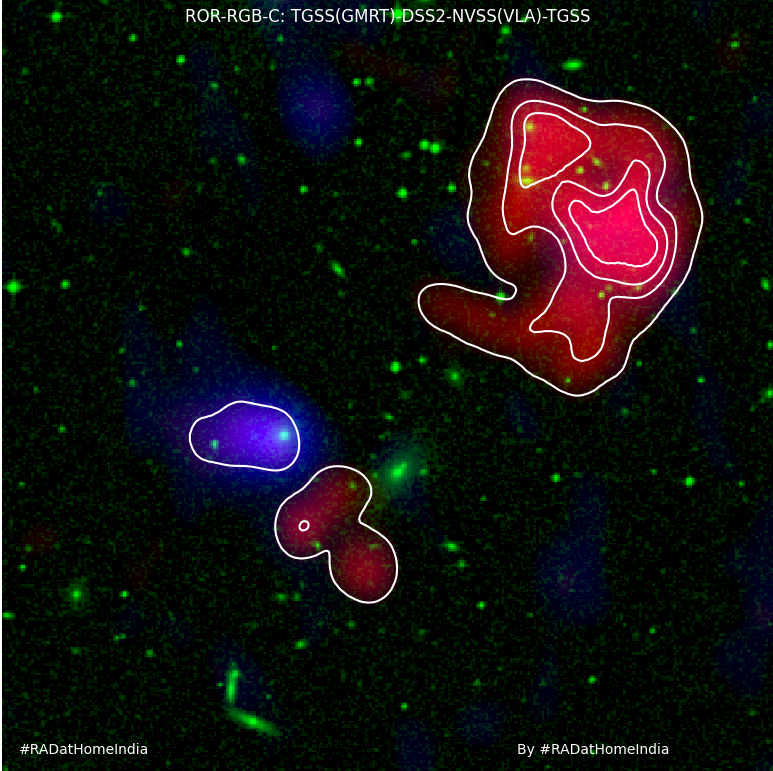 ROR-RGB-C: TGSS(GMRT)-DSS2-NVSS(VLA)-TGSS
#RADatHomeIndia
By #RADatHomeIndia